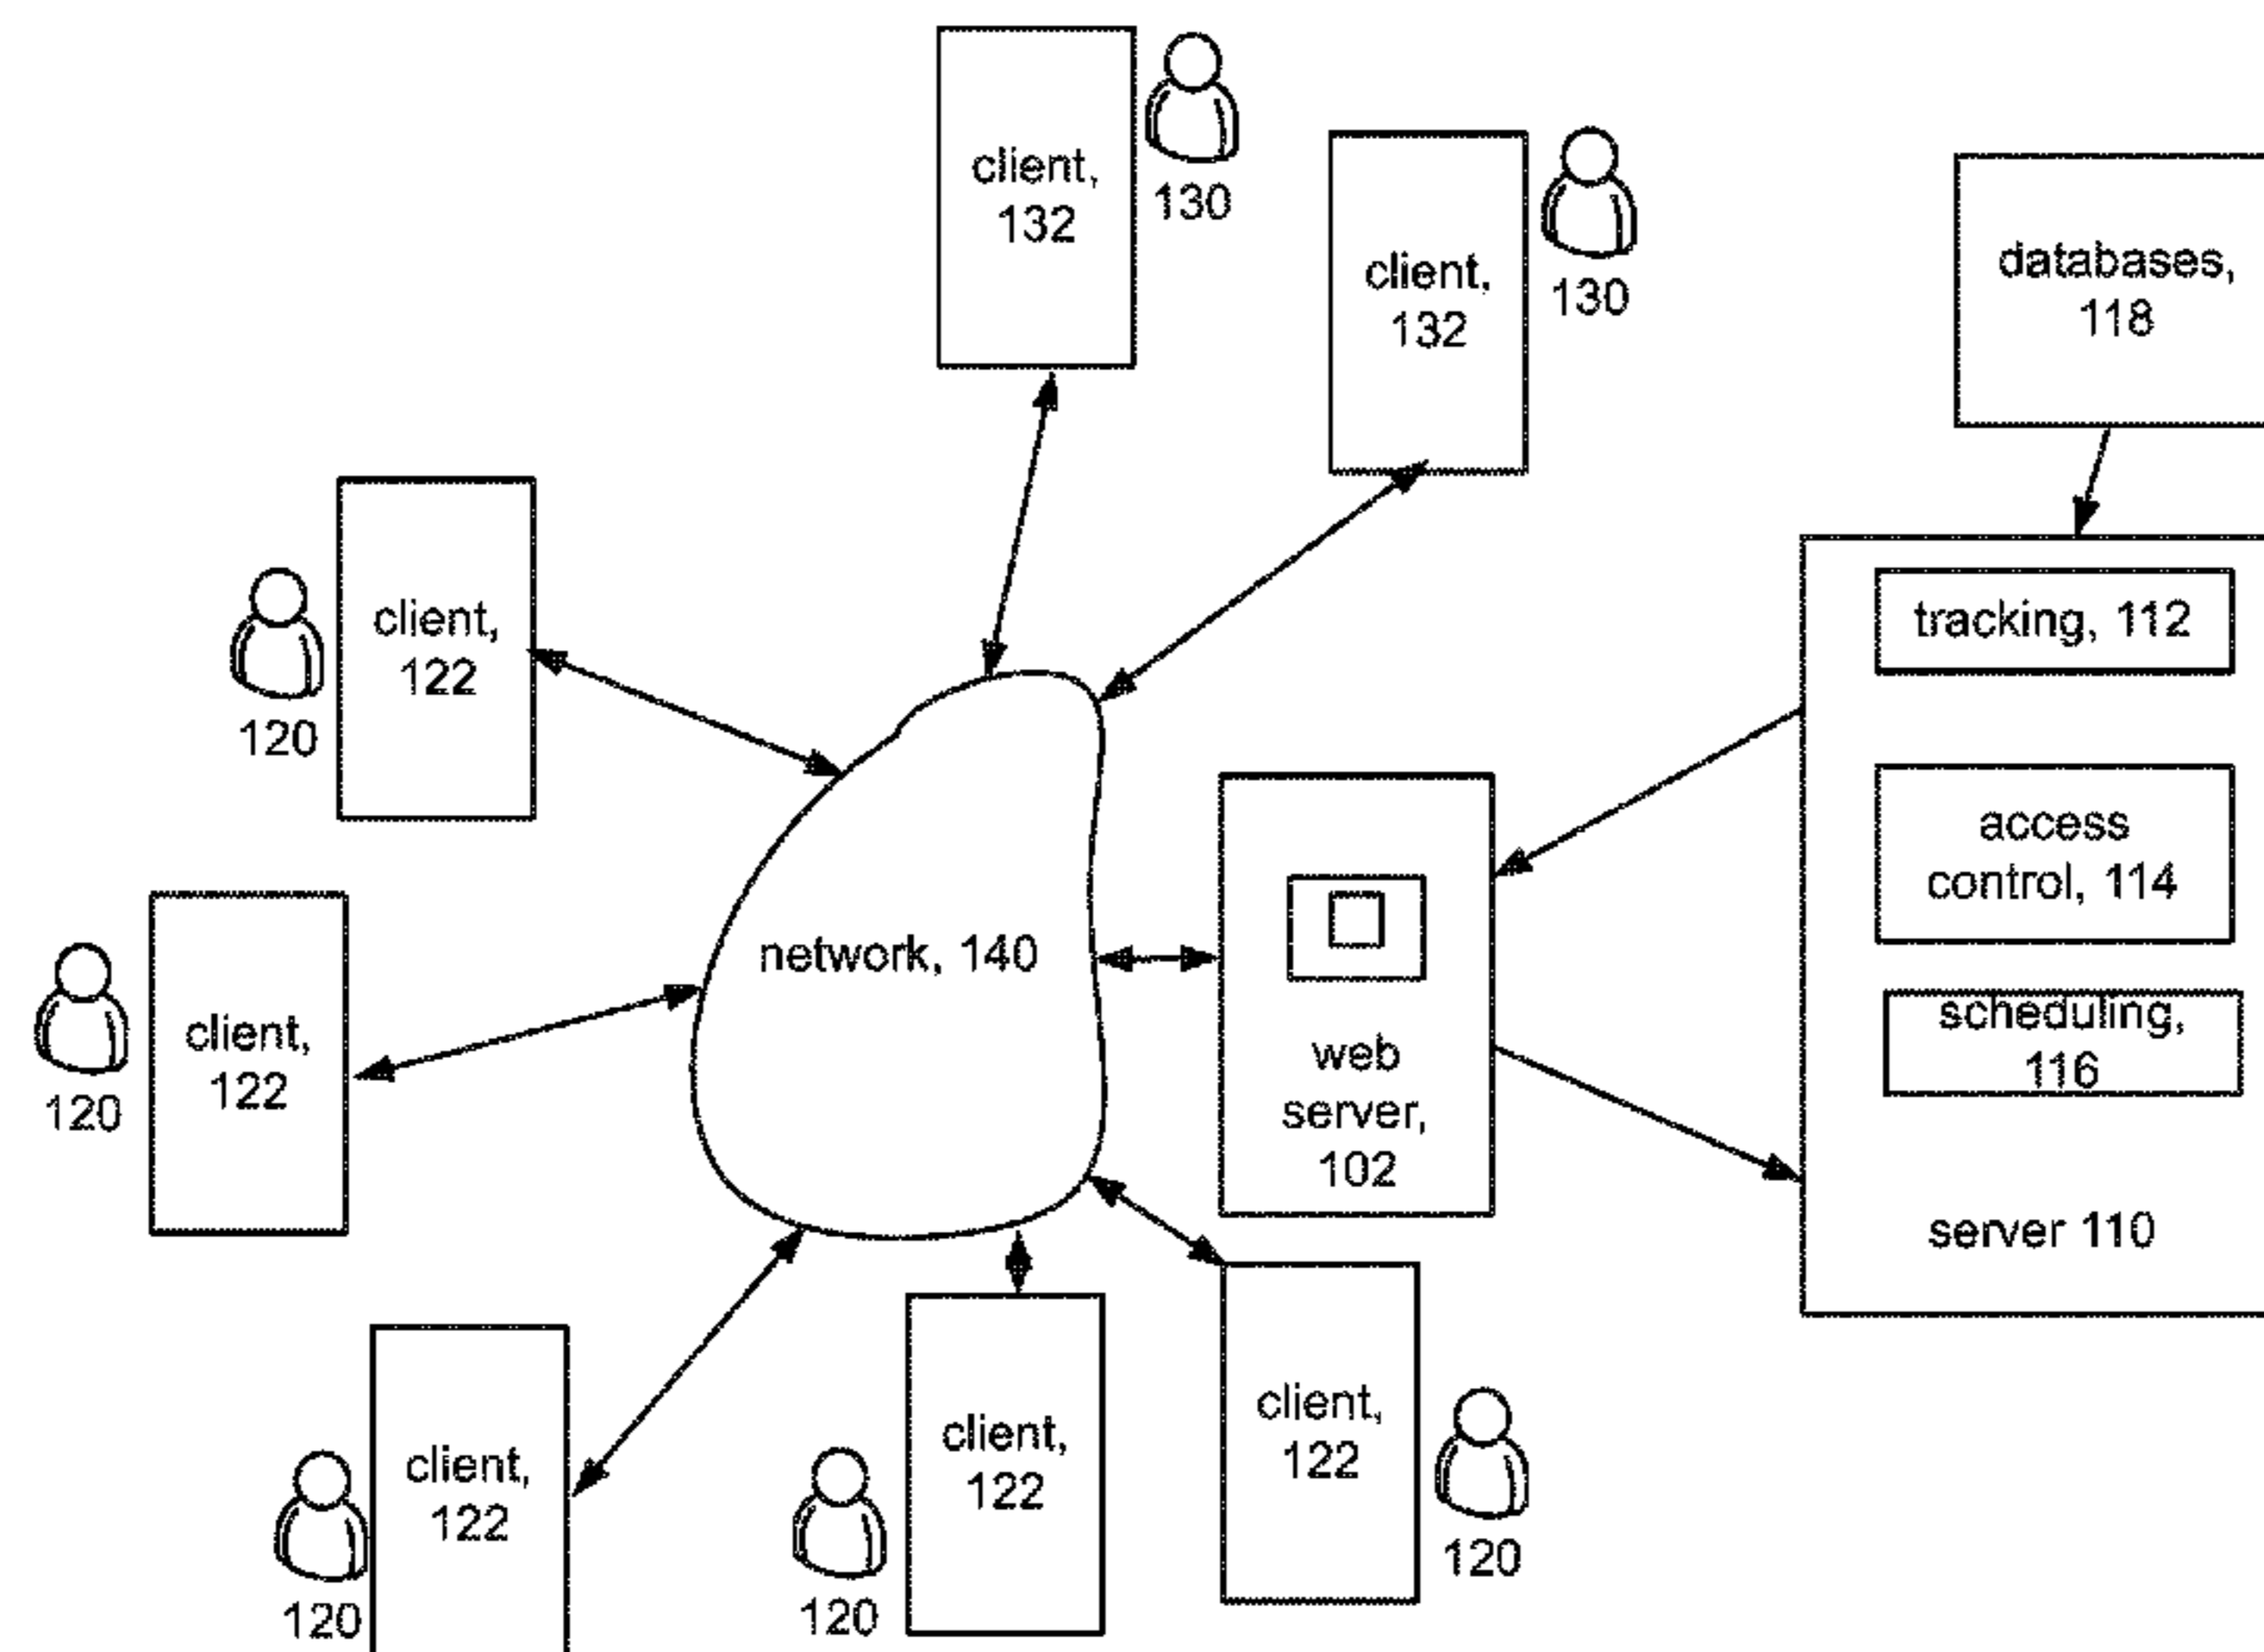 client,
132
130
client,
132
130
databases,
118
client,
122
120
tracking, 112
access
control, 114
scheduling,
116
server 110
network, 140
web
server,
102
client,
122
120
client,
122
120
client,
122
120
client,
122
120